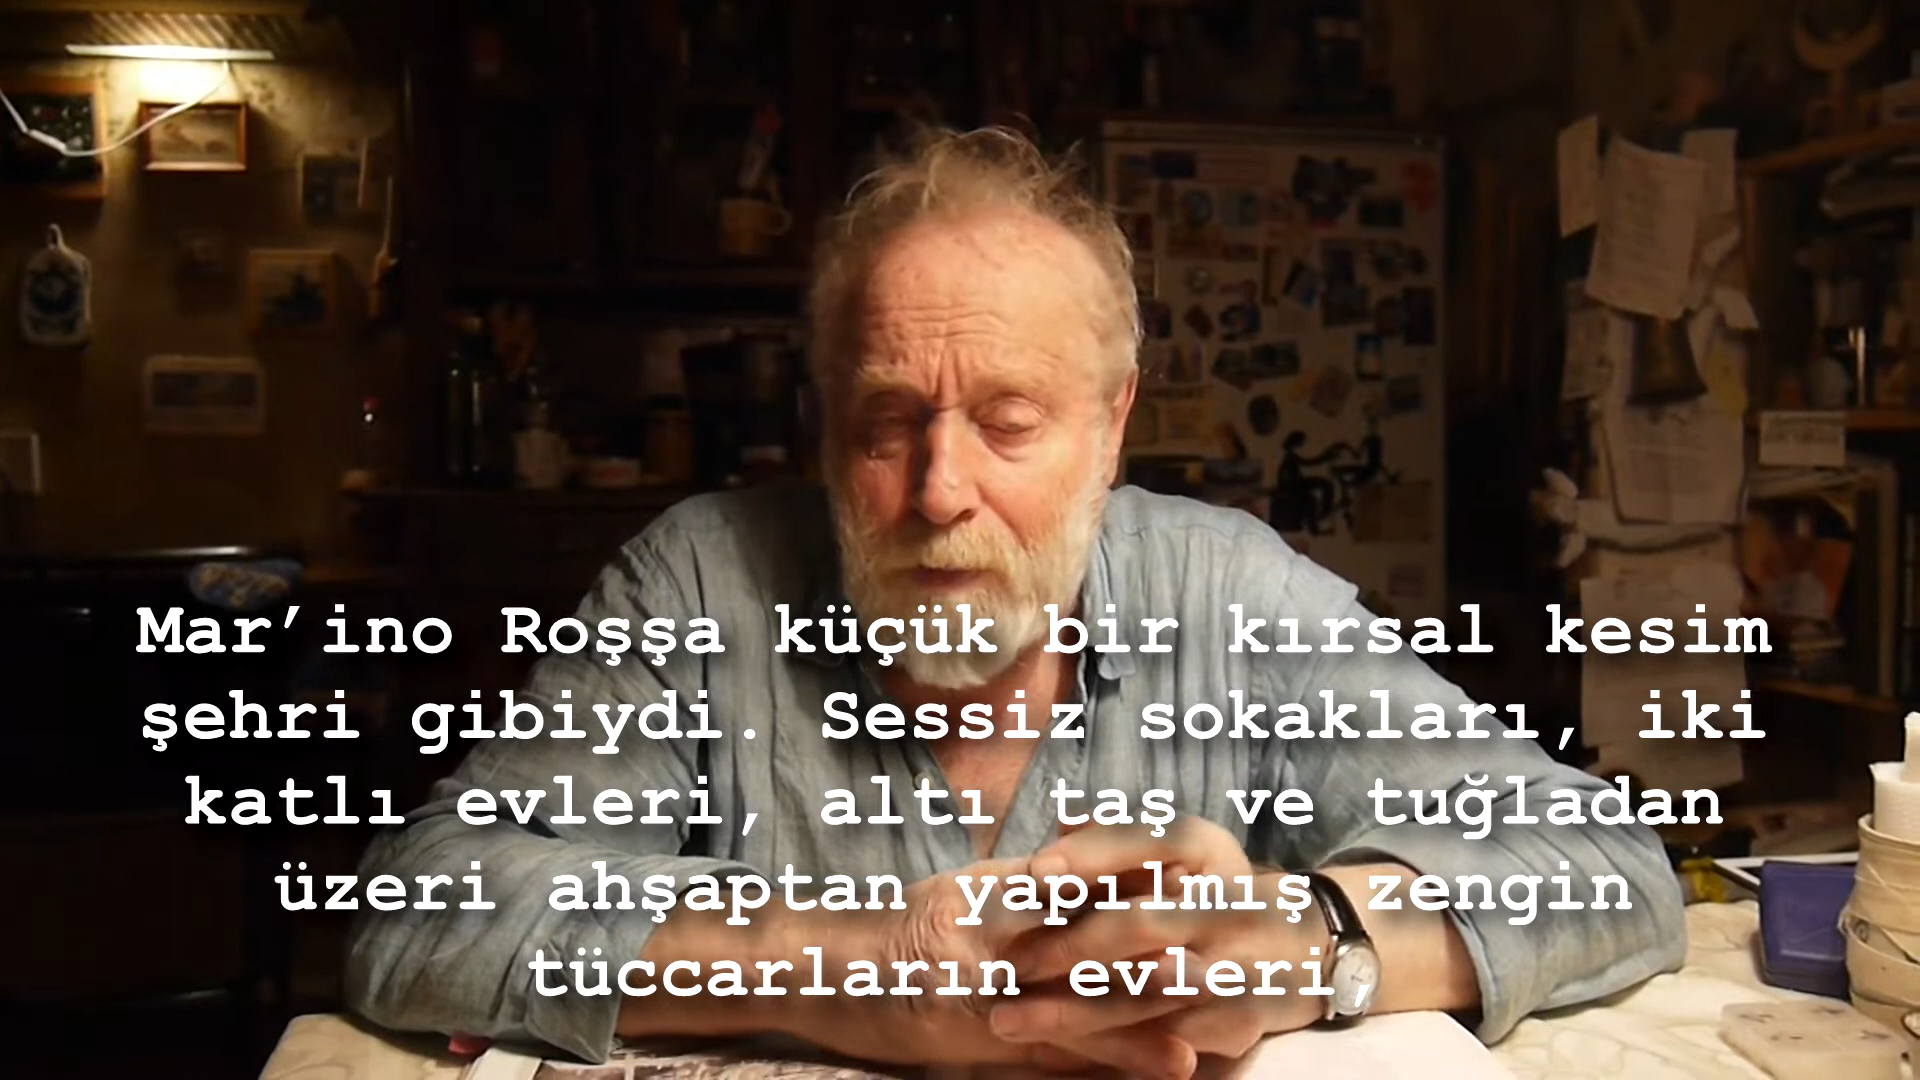 Mar’ino Roşşa küçük bir kırsal kesim
şehri gibiydi. Sessiz sokakları, iki
katlı evleri, altı taş ve tuğladan
üzeri ahşaptan yapılmış zengin
tüccarların evleri,